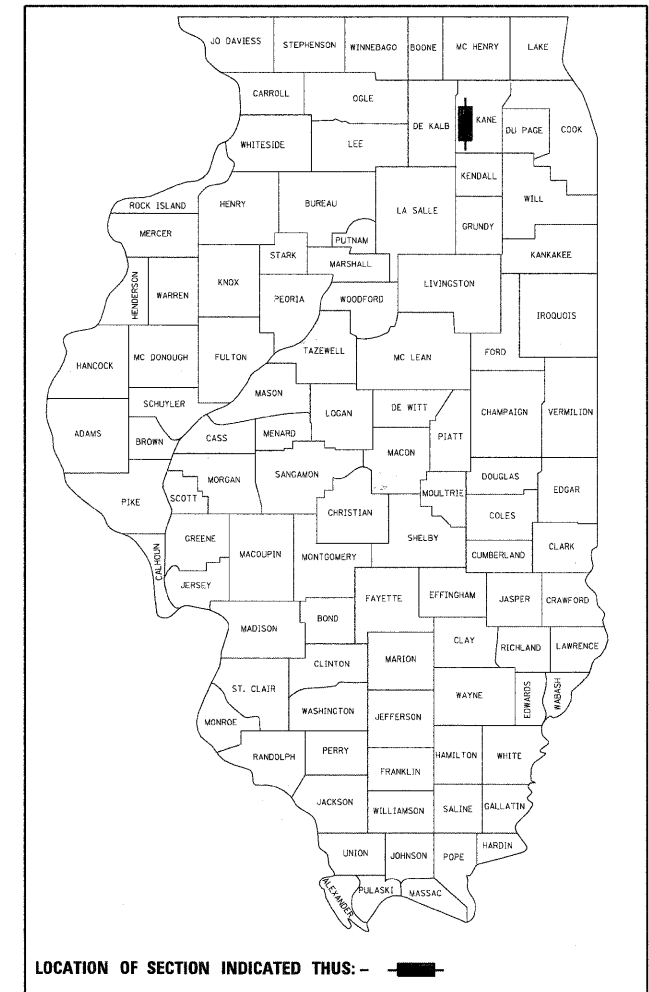 JO DAVIESS STEPHENSON WINNEBAGO BOONE MC HENRY LAKE
CARROLL OGLE DE KALB KANE DU PAGE COOK
WHITESIDE LEE
KENDALL
ROCK ISLAND HENRY BUREAU LA SALLE GRUNDY WILL
MERCER PUTNAM
STARK MARSHALL KANKAKEE
HENDERSON WARREN KNOX PEORIA WOODFORD LIVINGSTON IROQUOIS
HANCOCK MC DONOUGH FULTON TAZEWELL MC LEAN FORD
MASON
SCHUYLER LOGAN DE WITT CHAMPAIGN VERMILION
ADAMS BROWN CASS MENARD MACON PIATT
PIKE SCOTT MORGAN SANGAMON MOULTRIE DOUGLAS EDGAR
CHRISTIAN COLES
CALHOUN GREENE MACOUPIN MONTGOMERY SHELBY CUMBERLAND CLARK
JERSEY
FAYETTE EFFINGHAM JASPER CRAWFORD
MADISON BOND
CLAY RICHLAND LAWRENCE
CLINTON MARION
ST. CLAIR WAYNE EDWARDS WABASH
WASHINGTON JEFFERSON
MONROE
RANDOLPH PERRY HAMILTON WHITE
FRANKLIN
JACKSON WILLIAMSON SALINE GALLATIN
UNION JOHNSON POPE HARDIN
ALEXANDER PULASKI MASSAC
LOCATION OF SECTION INDICATED THUS: –